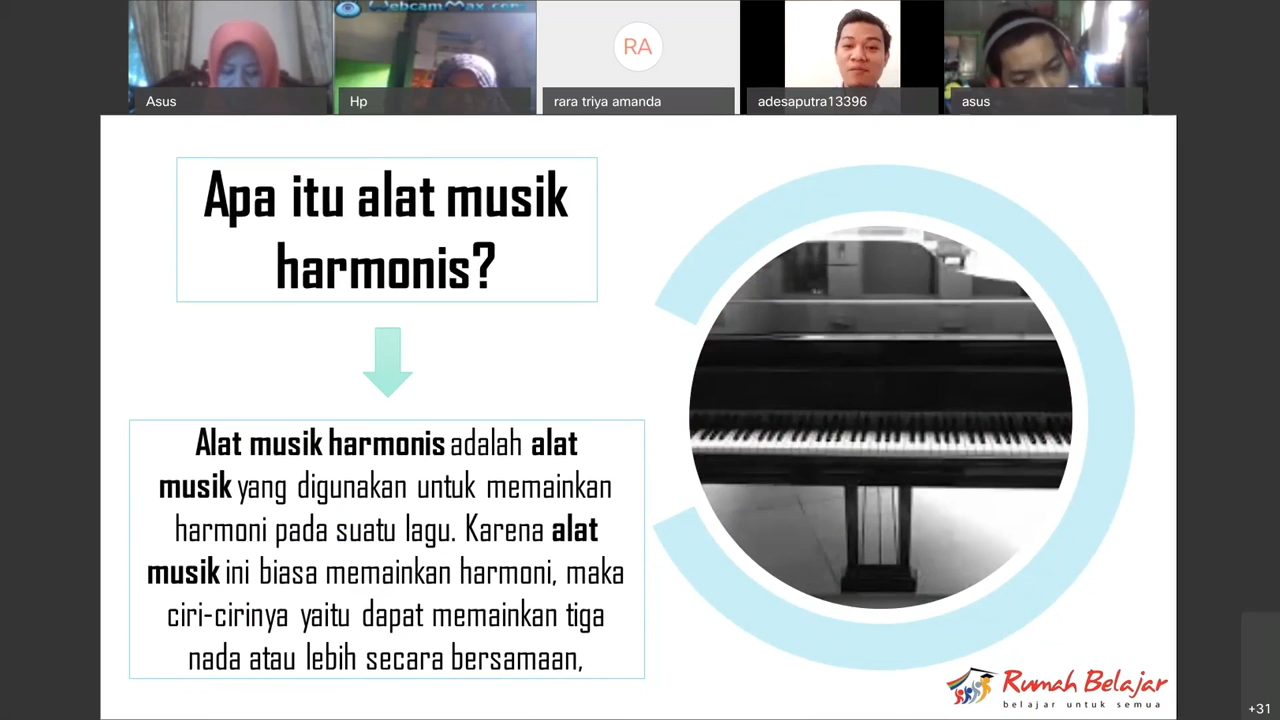 WebcamMax.com
RA
Asus
Hp
rara triya amanda
adesaputra13396
asus
Apa itu alat musik
harmonis?
Alat musik harmonis adalah alat
musik yang digunakan untuk memainkan
harmoni pada suatu lagu. Karena alat
musik ini biasa memainkan harmoni, maka
ciri-cirinya yaitu dapat memainkan tiga
nada atau lebih secara bersamaan,
Rumah Belajar
belajar untuk semua
+31